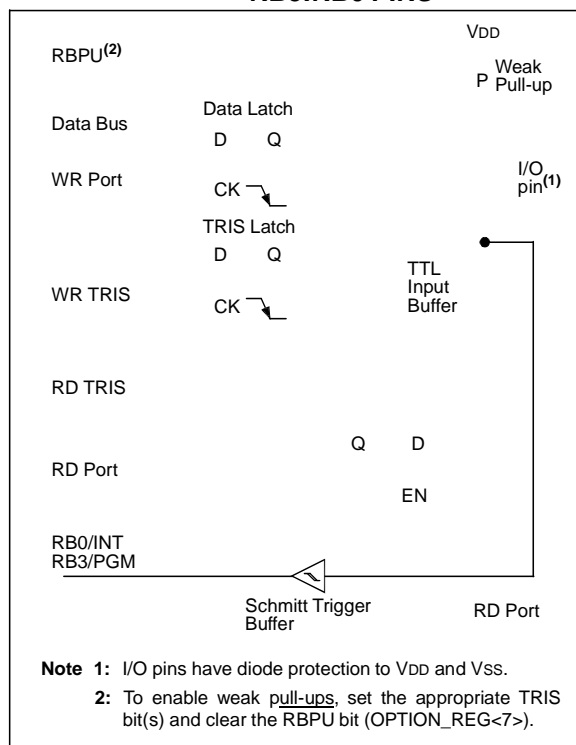 VDD
RBPU(2)
Weak
P Pull-up
Data Latch
Data Bus
D Q
I/O
pin(1)
WR Port
CK
TRIS Latch
D Q
TTL
Input
Buffer
WR TRIS
CK
RD TRIS
Q D
RD Port
EN
RB0/INT
RB3/PGM
Schmitt Trigger
Buffer
RD Port
Note 1: I/O pins have diode protection to VDD and VSS.
2: To enable weak pull-ups, set the appropriate TRIS
bit(s) and clear the RBPU bit (OPTION_REG<7>).